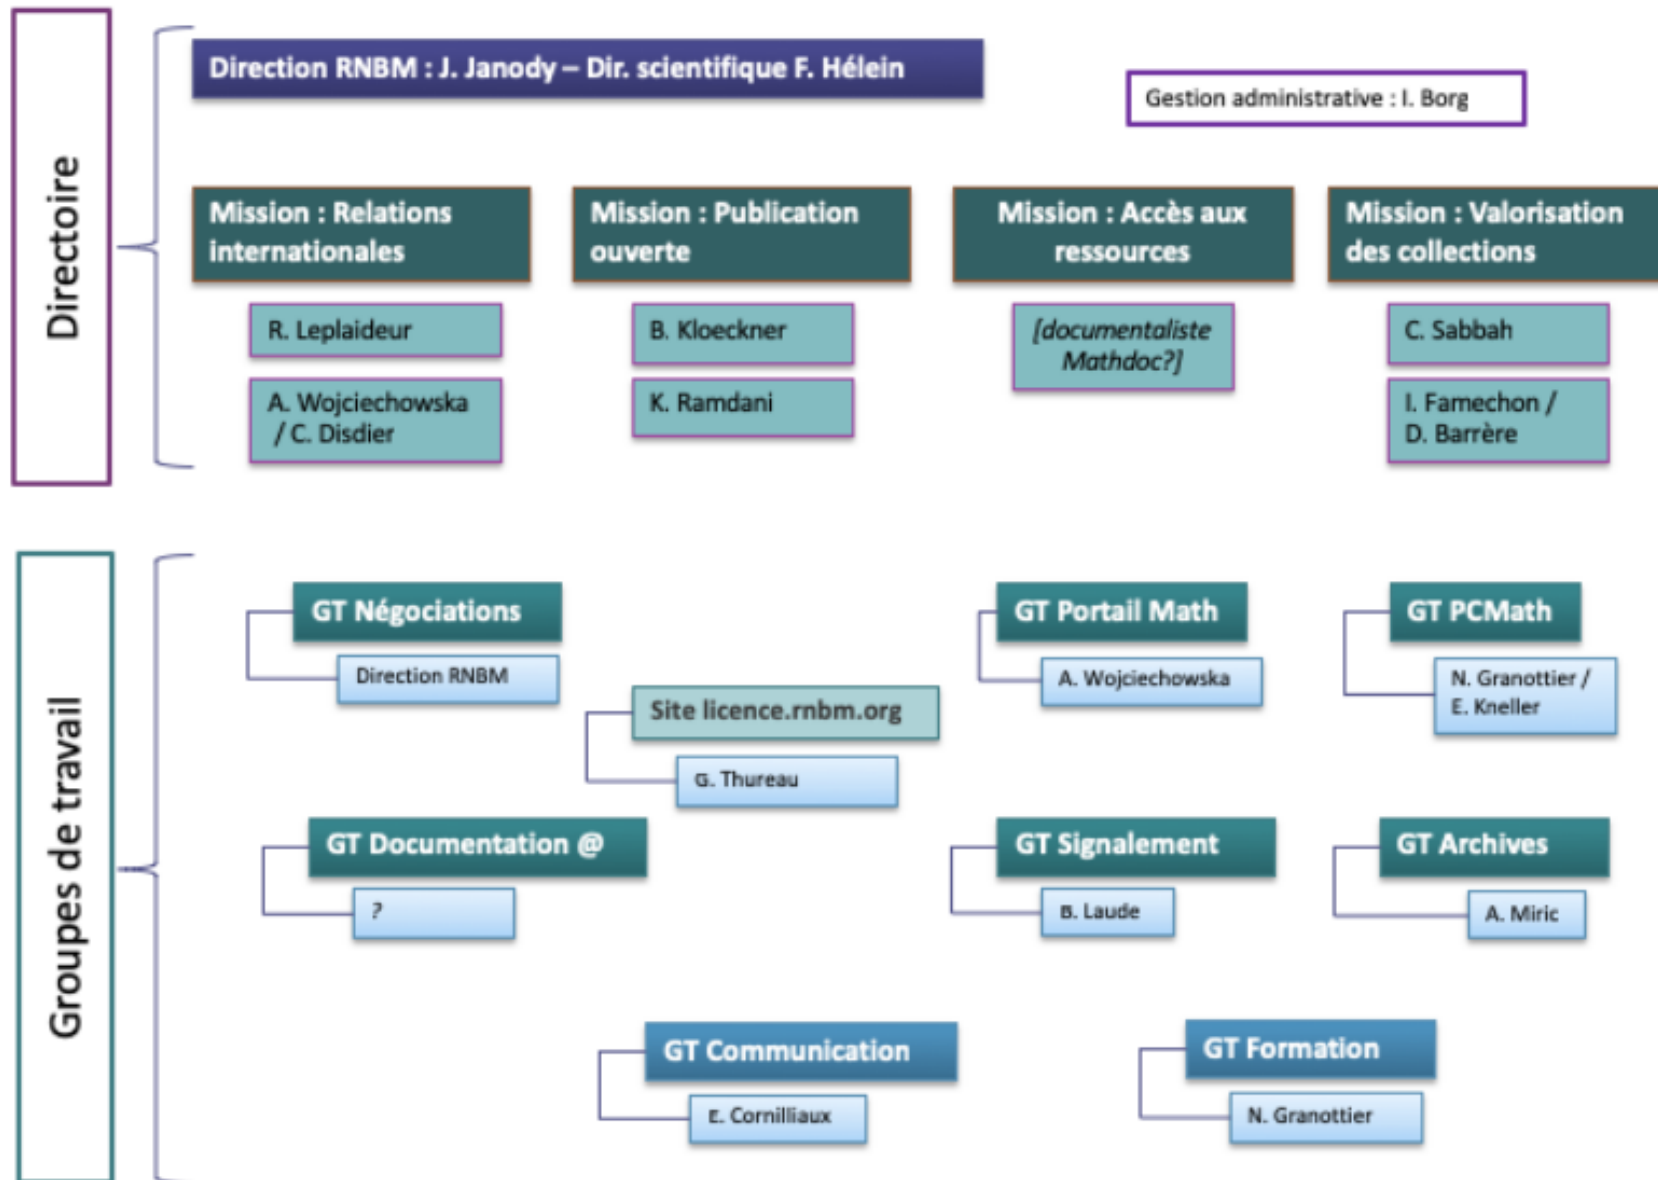 Directoire
Direction RNBM : J. Janody – Dir. scientifique F. Hélein
Gestion administrative : I. Borg
Mission : Relations
internationales
R. Leplaideur
A. Wojciechowska
/ C. Disdier
Mission : Publication
ouverte
B. Kloeckner
K. Ramdani
Mission : Accès aux
ressources
[documentaliste
Mathdoc?]
Mission : Valorisation
des collections
C. Sabbah
I. Famechon /
D. Barrère
Groupes de travail
GT Négociations
Direction RNBM
Site licence.rnbm.org
G. Thureau
GT Portail Math
A. Wojciechowska
GT PCMath
N. Granottier /
E. Kneller
GT Documentation @
?
GT Signalement
B. Laude
GT Archives
A. Miric
GT Communication
E. Cornilliaux
GT Formation
N. Granottier